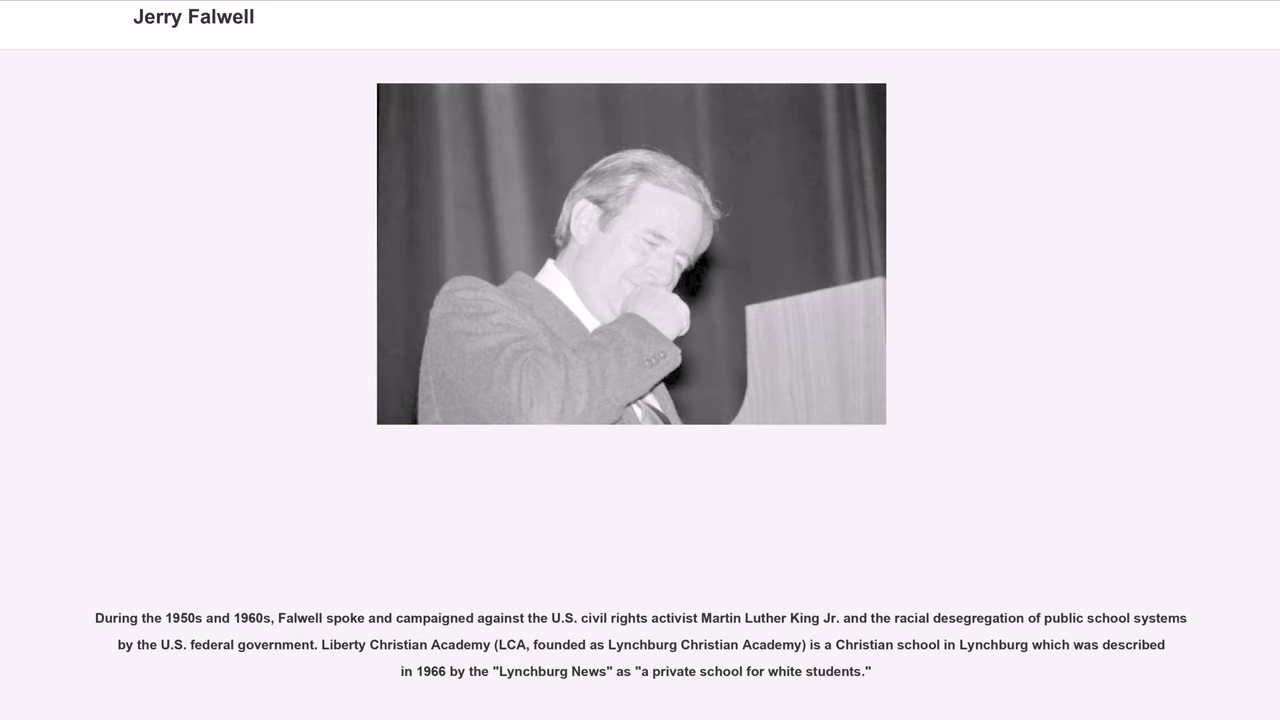 Jerry Falwell
During the 1950s and 1960s, Falwell spoke and campaigned against the U.S. civil rights activist Martin Luther King Jr. and the racial desegregation of public school systems
by the U.S. federal government. Liberty Christian Academy (LCA, founded as Lynchburg Christian Academy) is a Christian school in Lynchburg which was described
in 1966 by the "Lynchburg News" as "a private school for white students."